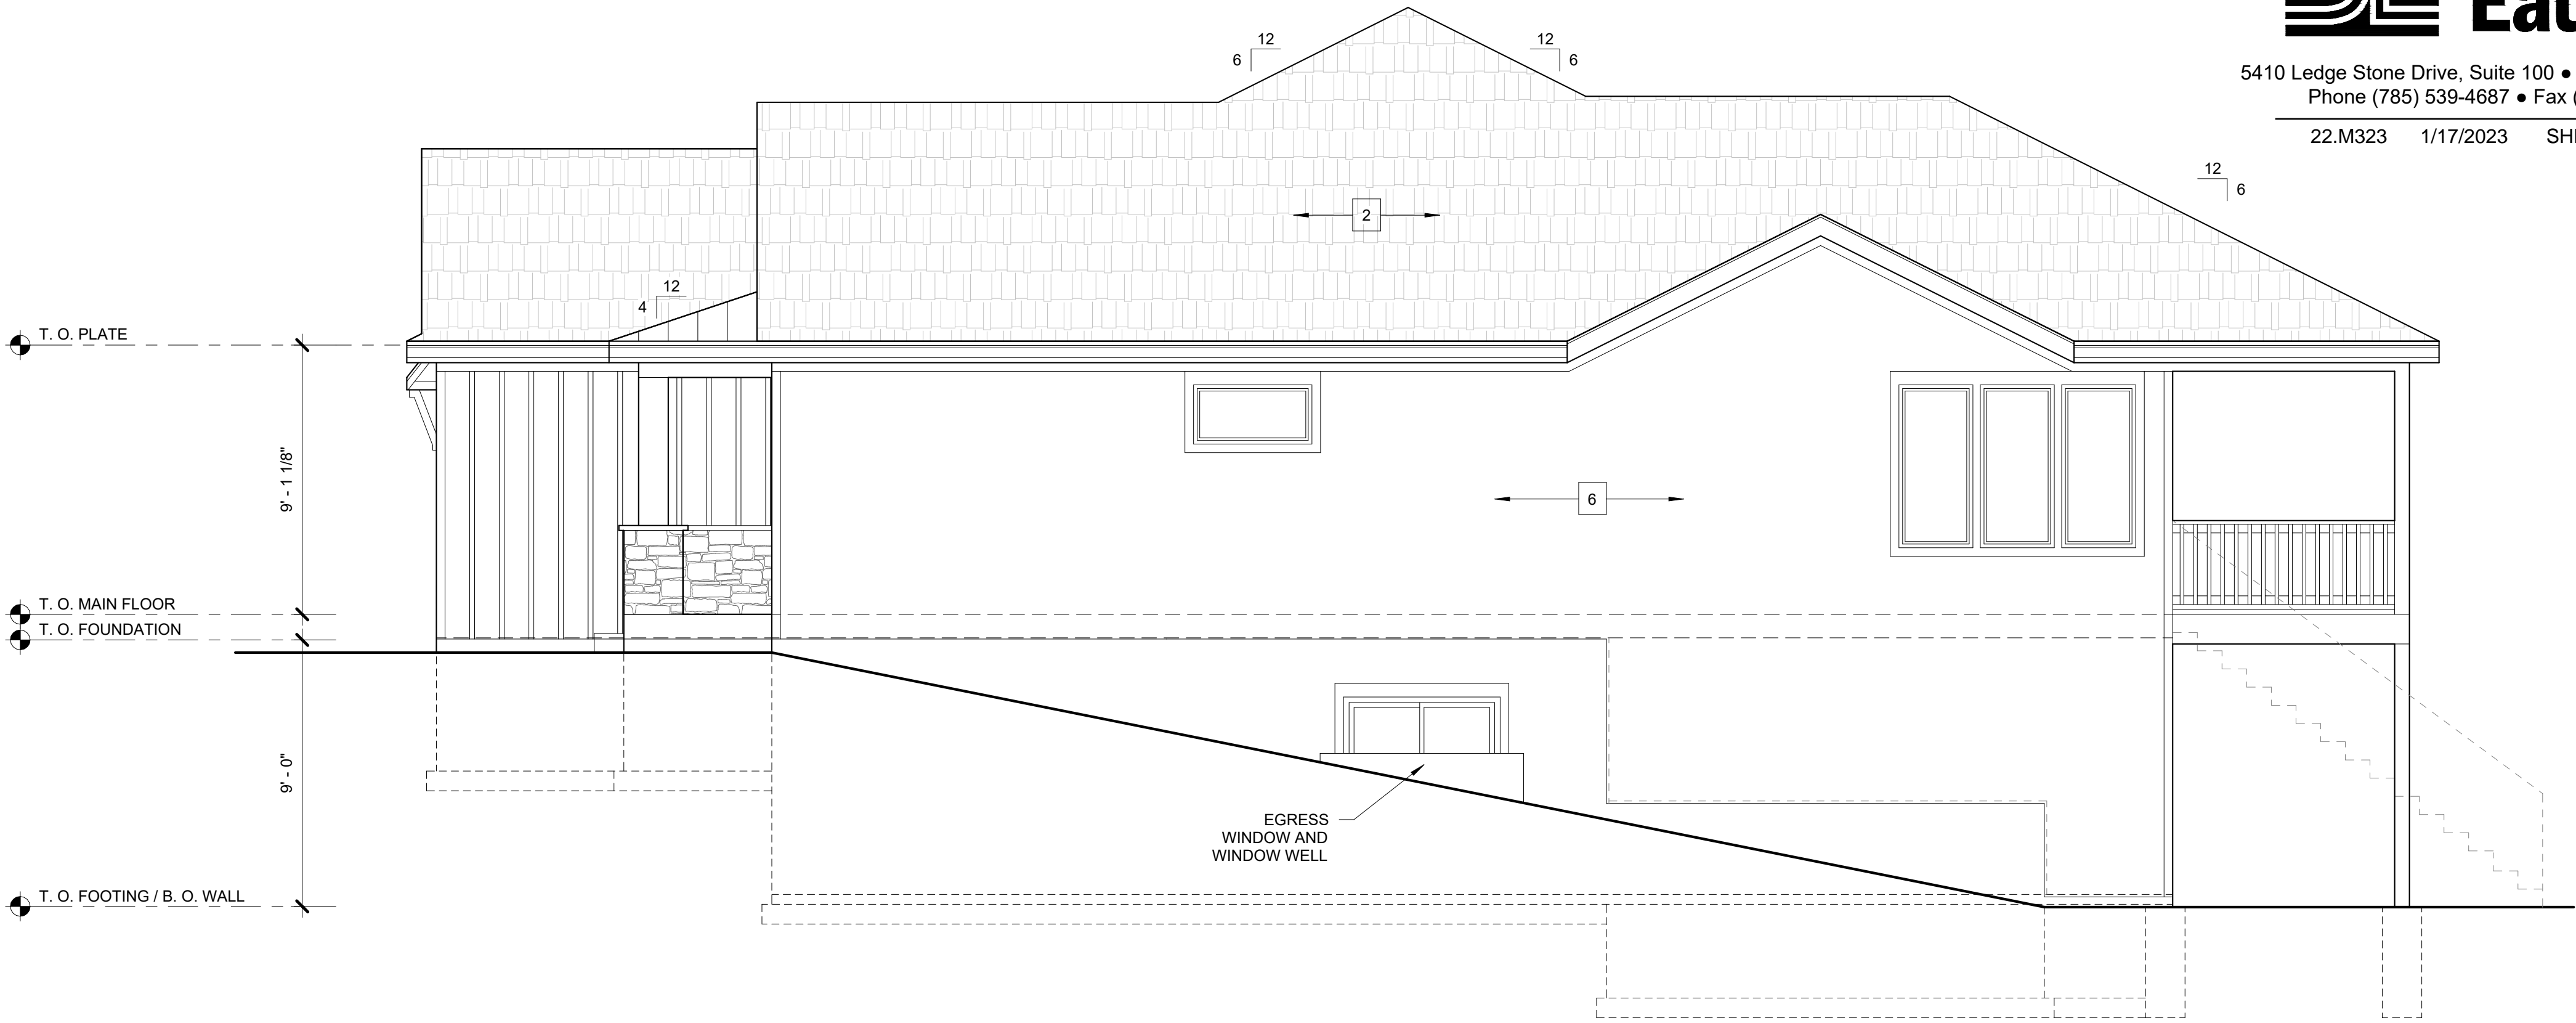 5410 Ledge Stone Drive, Suite 100 ●
Phone (785) 539-4687 ● Fax (
22.M323 1/17/2023
12
6
12
6
12
6
2
12
4
T. O. PLATE
9' - 1 1/8"
6
T. O. MAIN FLOOR
T. O. FOUNDATION
9' - 0"
EGRESS
WINDOW AND
WINDOW WELL
T. O. FOOTING / B. O. WALL